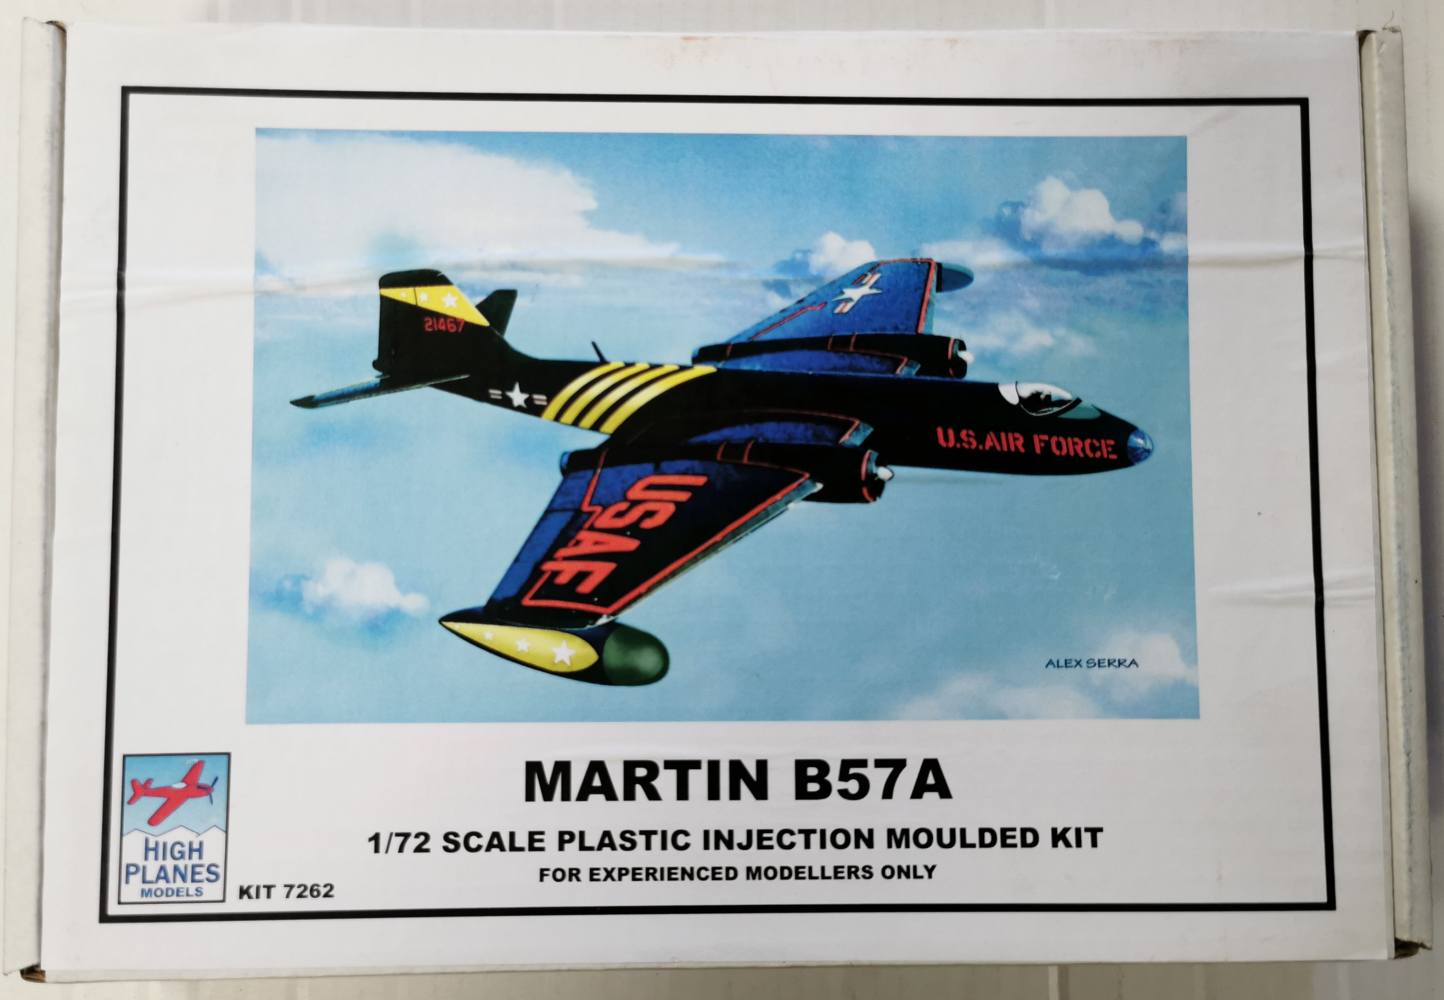 21467
U.S.AIR FORCE
USAF
ALEX SERRA
MARTIN B57A
1/72 SCALE PLASTIC INJECTION MOULDED KIT
FOR EXPERIENCED MODELLERS ONLY
HIGH
PLANES
MODELS
KIT 7262